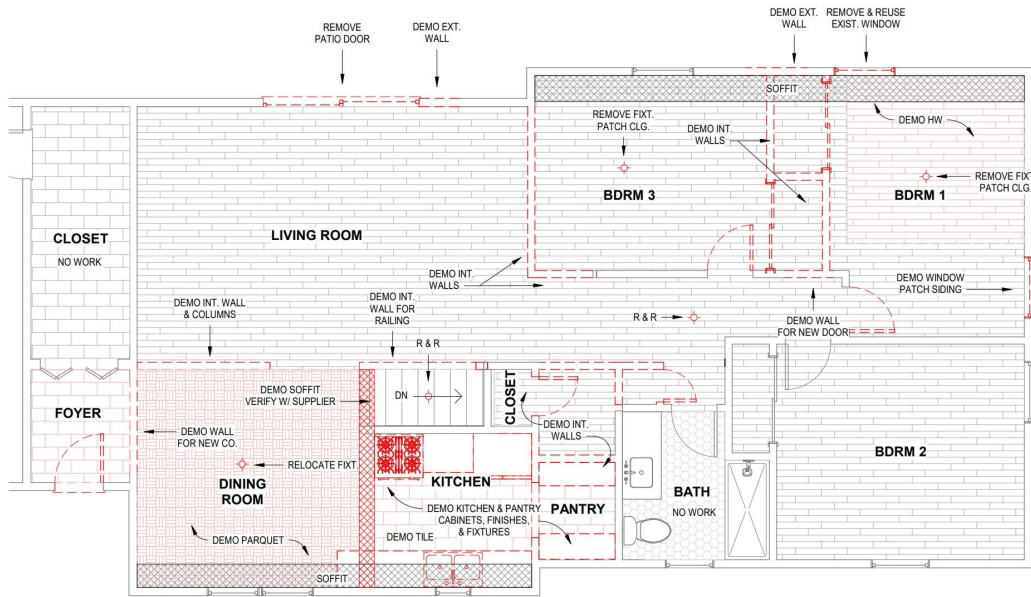 REMOVE
PATIO DOOR
DEMO EXT.
WALL
DEMO EXT.
WALL
REMOVE & REUSE
EXIST. WINDOW
SOFFIT
REMOVE FIXT.
PATCH CLG.
DEMO INT.
WALLS
DEMO HW
REMOVE FIXT
PATCH CLG.
BDRM 3
BDRM 1
CLOSET
NO WORK
LIVING ROOM
DEMO INT.
WALLS
DEMO WINDOW
PATCH SIDING
DEMO INT. WALL
& COLUMNS
DEMO INT.
WALL FOR
RAILING
R & R
DEMO WALL
FOR NEW DOOR
R & R
FOYER
DEMO SOFFIT
VERIFY W/ SUPPLIER
DN
CLOSET
DEMO WALL
FOR NEW CO.
DEMO INT.
WALLS
RELOCATE FIXT.
DINING
ROOM
KITCHEN
BDRM 2
DEMO KITCHEN & PANTRY
CABINETS, FINISHES,
& FIXTURES
PANTRY
BATH
NO WORK
DEMO PARQUET
DEMO TILE
SOFFIT